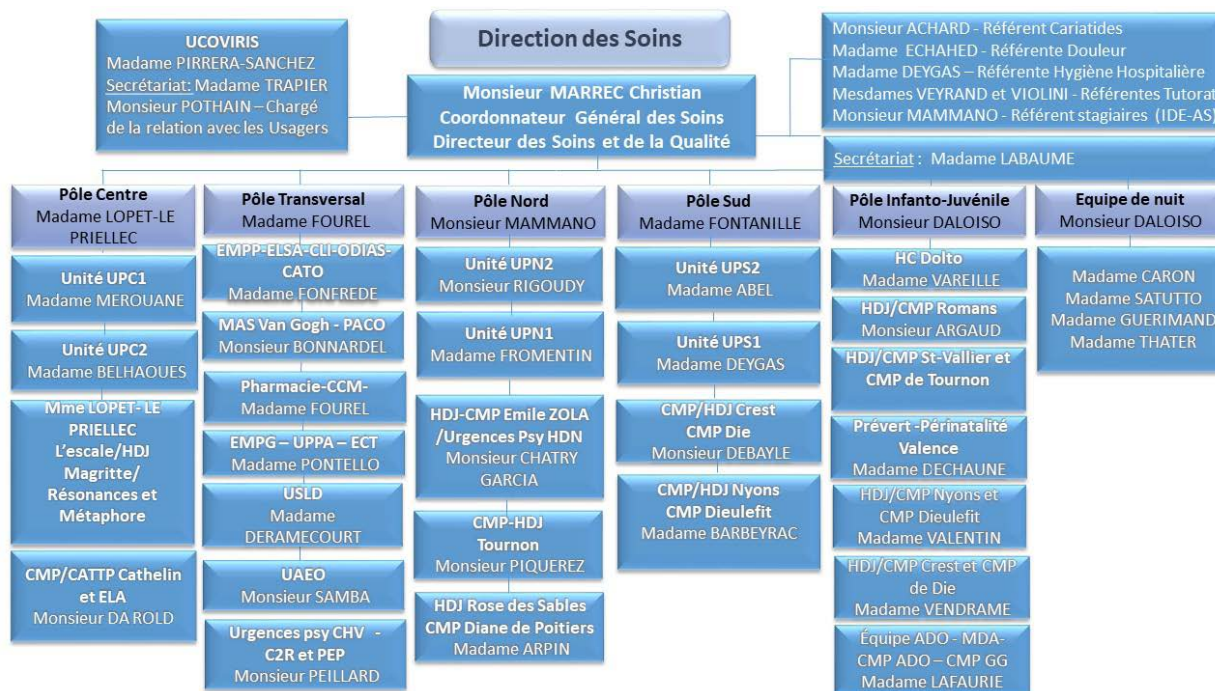 Direction des Soins
UCOVIRIS
Madame PIRRERA-SANCHEZ
Secrétariat: Madame TRAPIER
Monsieur POTHAIN – Chargé
de la relation avec les Usagers
Monsieur MARREC Christian
Coordonnateur Général des Soins
Directeur des Soins et de la Qualité
Monsieur ACHARD - Référent Cariatides
Madame ECHAHED - Référente Douleur
Madame DEYGAS – Référente Hygiène Hospitalière
Mesdames VEYRAND et VIOLINI - Référentes Tutorat
Monsieur MAMMANO - Référent stagiaires (IDE-AS)
Secrétariat : Madame LABAUME
Pôle Centre
Madame LOPET-LE
PRIELLEC
Unité UPC1
Madame MEROUANE
Unité UPC2
Madame BELHAOUES
Mme LOPET- LE
PRIELLEC
L'escale/HDJ
Magritte/
Résonances et
Métaphore
CMP/CATTP Cathelin
et ELA
Monsieur DA ROLD
Pôle Transversal
Madame FOUREL
EMPP-ELSA-CLI-ODIAS-
CATO
Madame FONFREDE
MAS Van Gogh - PACO
Monsieur BONNARDEL
Pharmacie-CCM-
Madame FOUREL
EMPG – UPPA – ECT
Madame PONTELLO
USLD
Madame
DERAMECOURT
UAEO
Monsieur SAMBA
Urgences psy CHV -
C2R et PEP
Monsieur PEILLARD
Pôle Nord
Monsieur MAMMANO
Unité UPN2
Monsieur RIGOUDY
Unité UPN1
Madame FROMENTIN
HDJ-CMP Emile ZOLA
/Urgences Psy HDN
Monsieur CHATRY
GARCIA
CMP-HDJ
Tournon
Monsieur PIQUEREZ
HDJ Rose des Sables
CMP Diane de Poitiers
Madame ARPIN
Pôle Sud
Madame FONTANILLE
Unité UPS2
Madame ABEL
Unité UPS1
Madame DEYGAS
CMP/HDJ Crest
CMP Die
Monsieur DEBAYLE
CMP/HDJ Nyons
CMP Dieulefit
Madame BARBEYRAC
Pôle Infanto-Juvénile
Monsieur DALOISO
HC Dolto
Madame VAREILLE
HDJ/CMP Romans
Monsieur ARGAUD
HDJ/CMP St-Vallier et
CMP de Tournon
Prévert -Périnatalité
Valence
Madame DECHAUNE
HDJ/CMP Nyons et
CMP Dieulefit
Madame VALENTIN
HDJ/CMP Crest et CMP
de Die
Madame VENDRAME
Équipe ADO - MDA-
CMP ADO – CMP GG
Madame LAFAURIE
Equipe de nuit
Monsieur DALOISO
Madame CARON
Madame SATUTTO
Madame GUERIMAND
Madame THATER